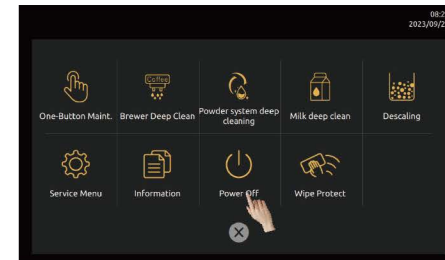 08:2
2023/09/2
Coffee
One-Button Maint.
Brewer Deep Clean
Powder system deep
cleaning
Milk deep clean
Descaling
Service Menu
Information
Power Off
Wipe Protect